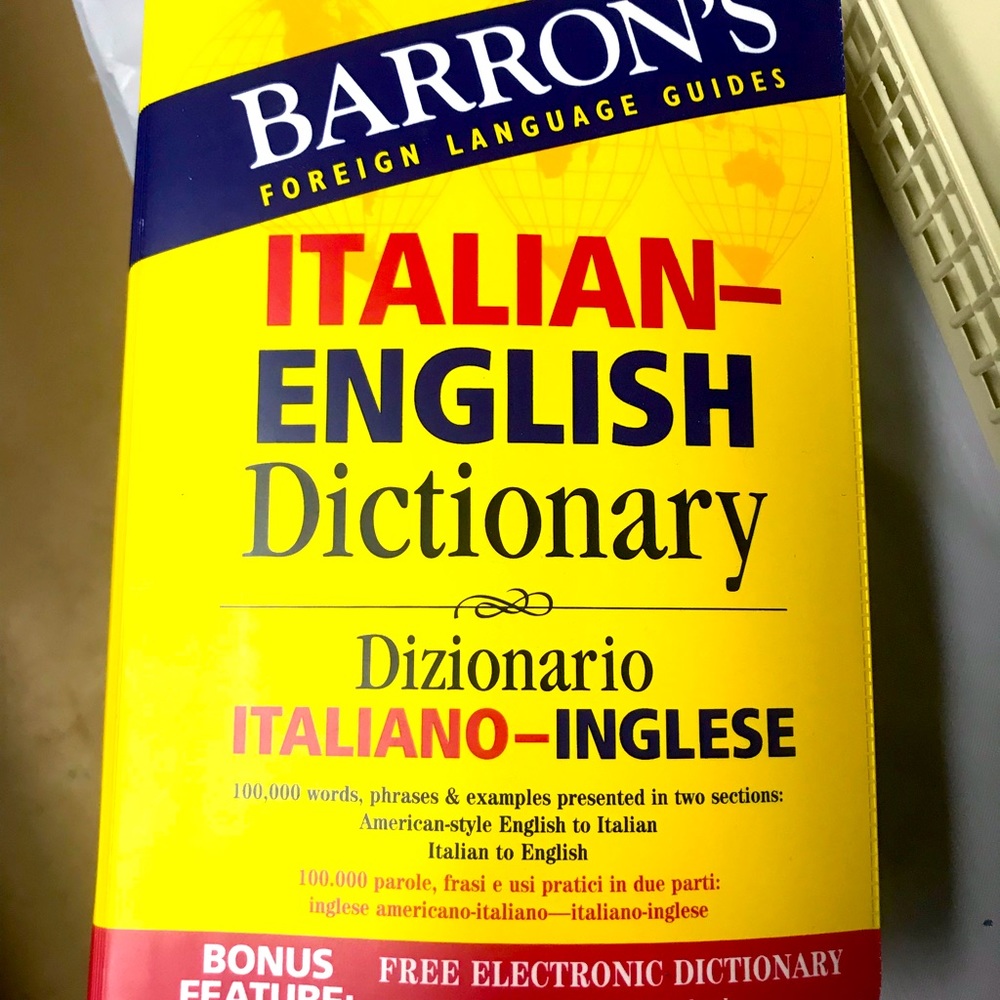 BARRON'S
FOREIGN LANGUAGE GUIDES
ITALIAN–
ENGLISH
Dictionary
Dizionario
ITALIANO–INGLESE
100,000 words, phrases & examples presented in two sections:
American-style English to Italian
Italian to English
100.000 parole, frasi e usi pratici in due parti:
inglese americano-italiano—italiano-inglese
BONUS
FEATURE:
FREE ELECTRONIC DICTIONARY